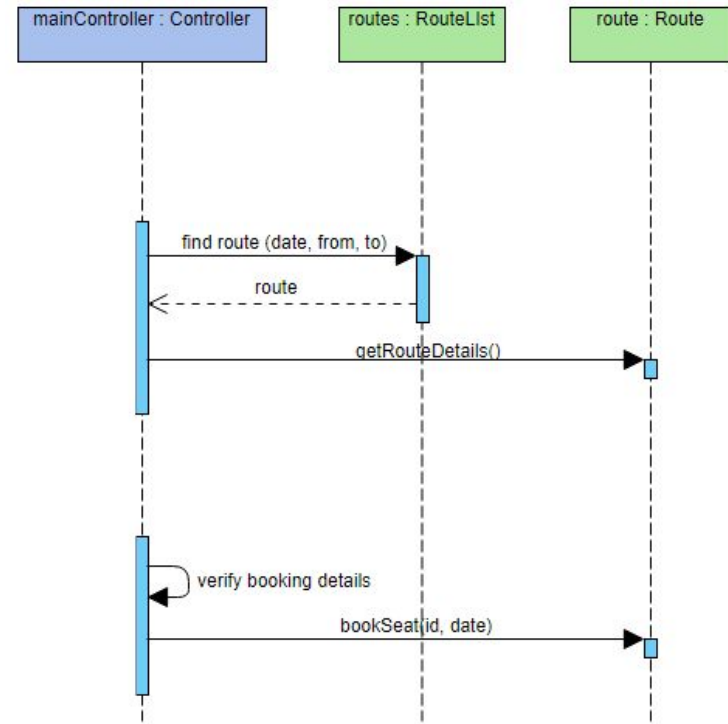 mainController : Controller
routes : RouteLIst
route : Route
find route (date, from, to)
route
getRouteDetails()
verify booking details
bookSeat(id, date)